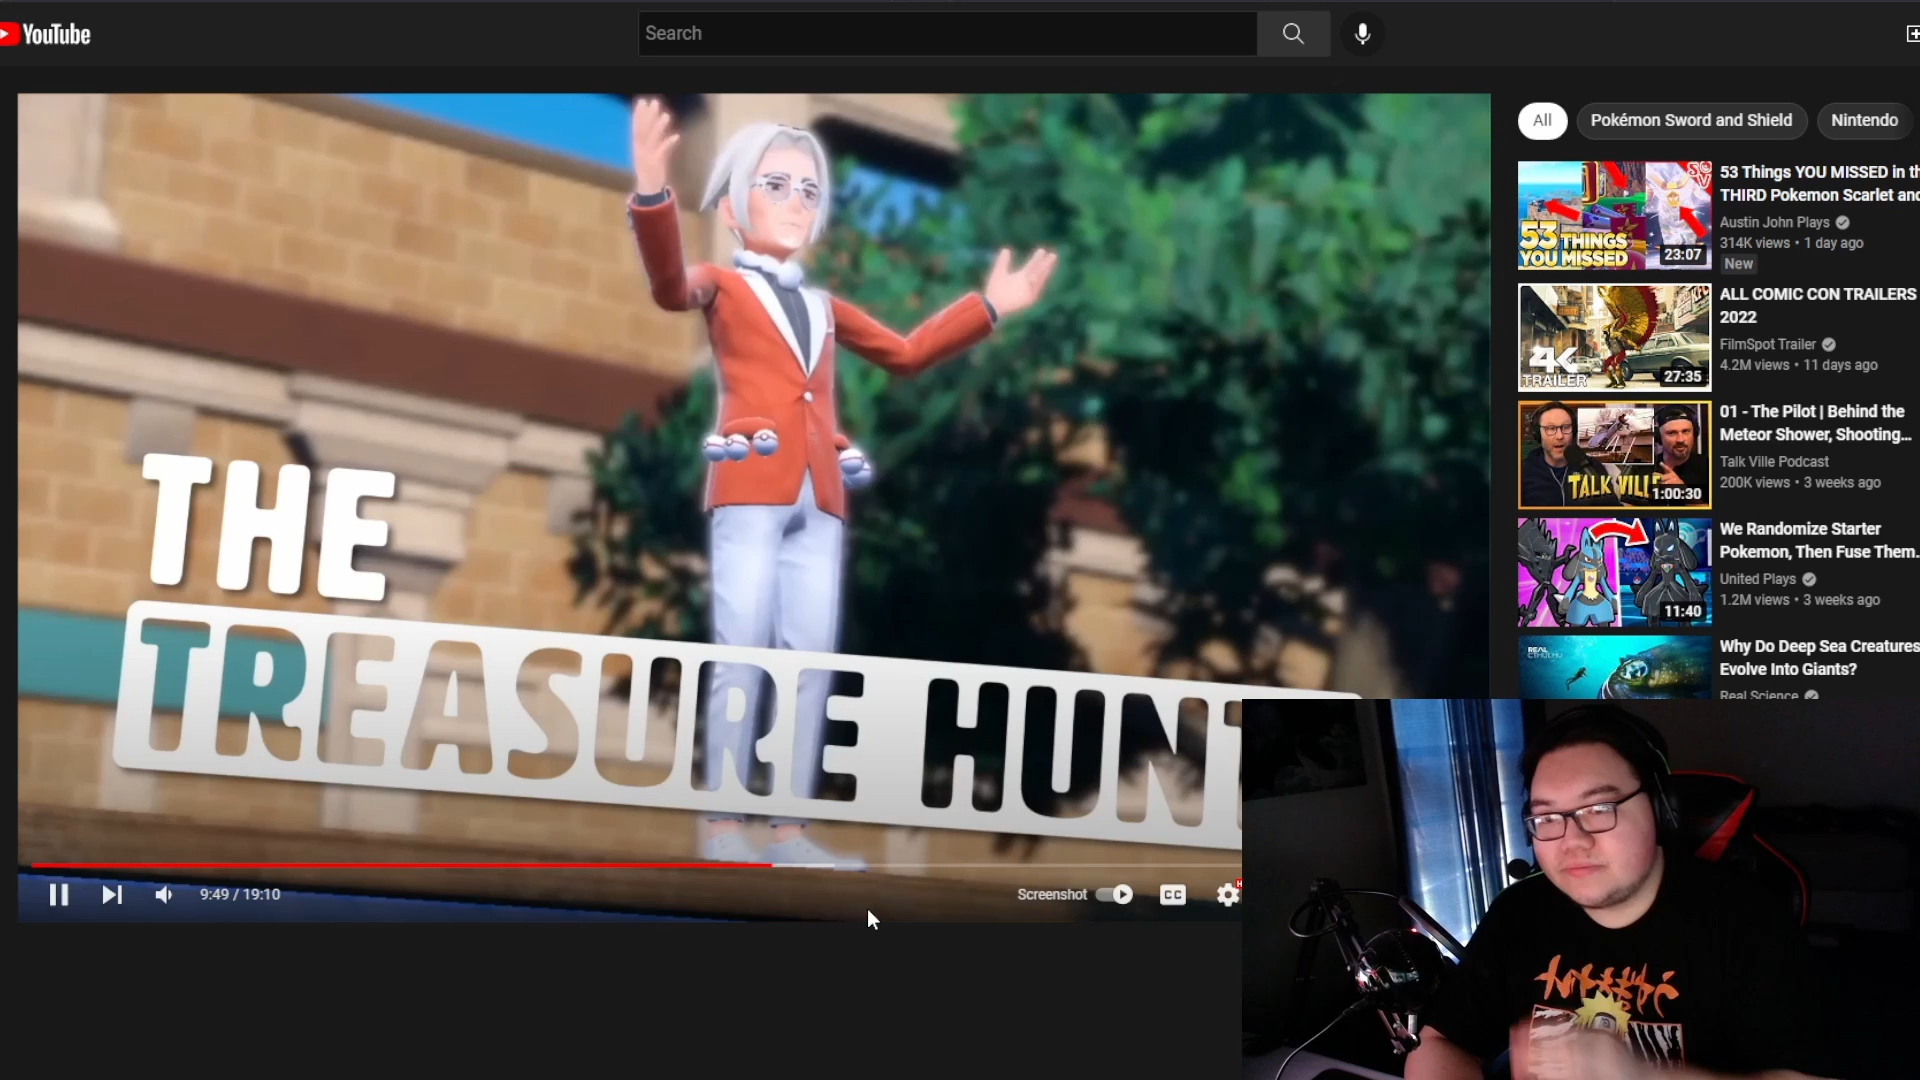 YouTube
Search
All
Pokémon Sword and Shield
Nintendo
THE
TREASURE HUNT
53 THINGS
YOU MISSED
23:07
53 Things YOU MISSED in th
THIRD Pokemon Scarlet and
Austin John Plays
314K views • 1 day ago
New
4K
TRAILER
27:35
ALL COMIC CON TRAILERS
2022
FilmSpot Trailer
4.2M views • 11 days ago
TALK VILLE
1:00:30
01 - The Pilot | Behind the
Meteor Shower, Shooting...
Talk Ville Podcast
200K views • 3 weeks ago
11:40
We Randomize Starter
Pokemon, Then Fuse Them...
United Plays
1.2M views • 3 weeks ago
REAL
Why Do Deep Sea Creatures
Evolve Into Giants?
Real Science
9:49 / 19:10
Screenshot
CC